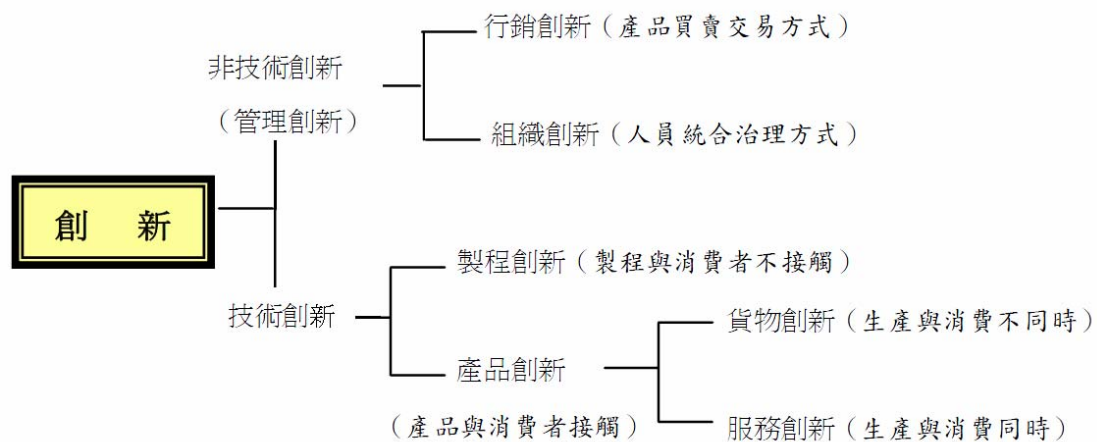 行銷創新（產品買賣交易方式）
非技術創新
（管理創新）
組織創新（人員統合治理方式）
創 新
製程創新（製程與消費者不接觸）
技術創新
貨物創新（生產與消費不同時）
產品創新
（產品與消費者接觸）
服務創新（生產與消費同時）